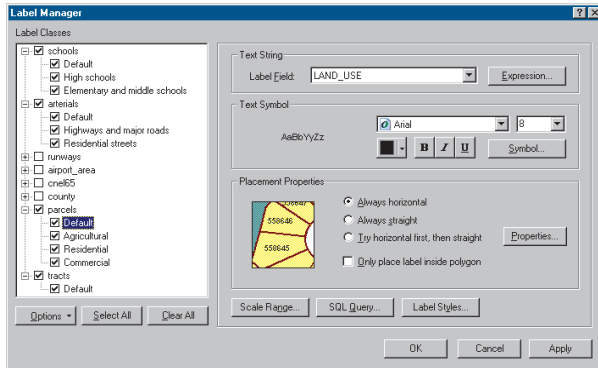 Label Manager
Label Classes
schools
Default
High schools
Elementary and middle schools
arterials
Default
Highways and major roads
Residential streets
runways
airport_area
cnel65
county
parcels
Default
Agricultural
Residential
Commercial
tracts
Default
Options
Select All
Clear All
Text String
Label Field: LAND_USE
Expression...
Text Symbol
AaBbYyZz
Arial
8
B I U
Symbol...
Placement Properties
558647
558646
558645
Always horizontal
Always straight
Try horizontal first, then straight
Only place label inside polygon
Properties...
Scale Range...
SQL Query...
Label Styles...
OK
Cancel
Apply